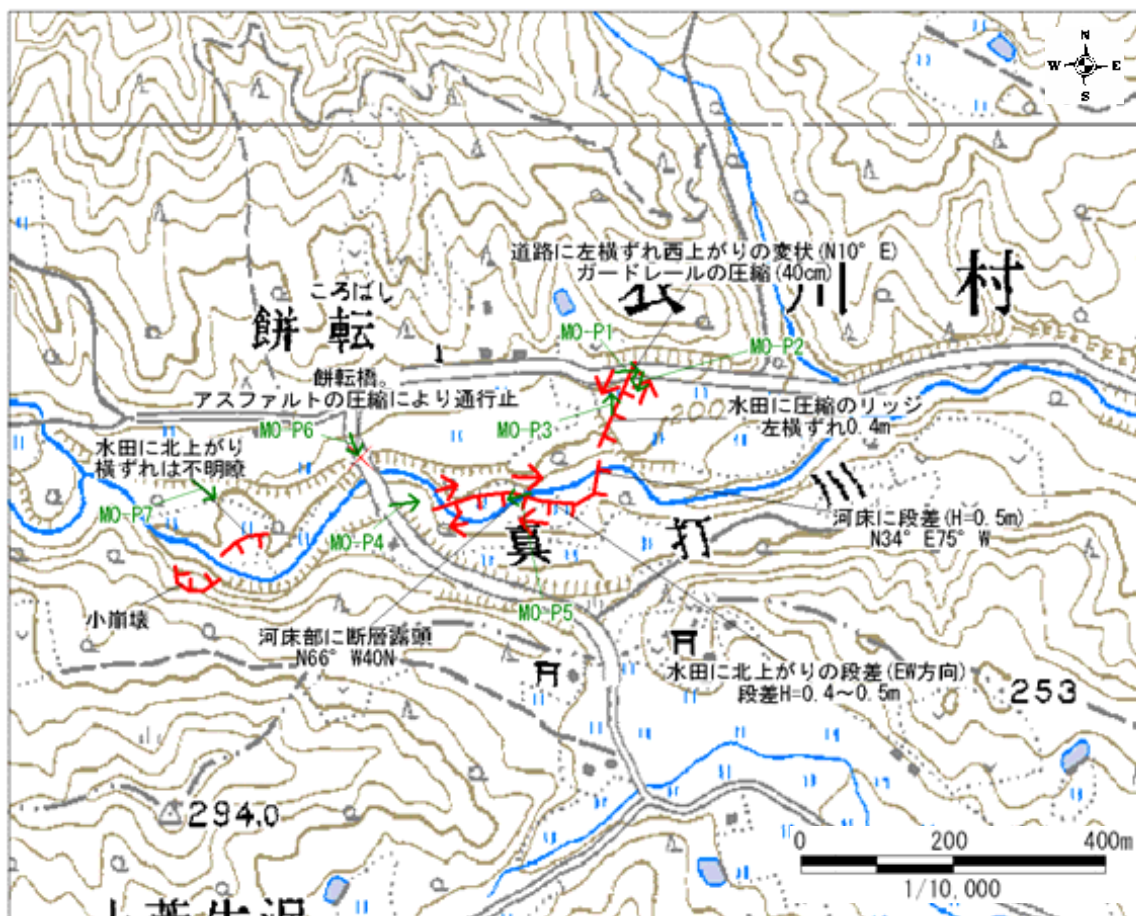 N
W E
S
道路に左横ずれ西上がりの変状(N10° E)
ガードレールの圧縮(40cm)
衣川村
ころばし
餅転
MO-P1
MO-P2
餅転橋。
アスファルトの圧縮により通行止
200
水田に圧縮のリッジ
左横ずれ0.4m
MO-P3
MO-P6
水田に北上がり
横ずれは不明瞭
MO-P7
MO-P4
真打
河床に段差(H=0.5m)
N34° E75° W
小崩壊
MO-P5
河床部に断層露頭
N66° W40N
水田に北上がりの段差(EW方向)
段差H=0.4～0.5m
253
294.0
0 200 400m
1/10,000